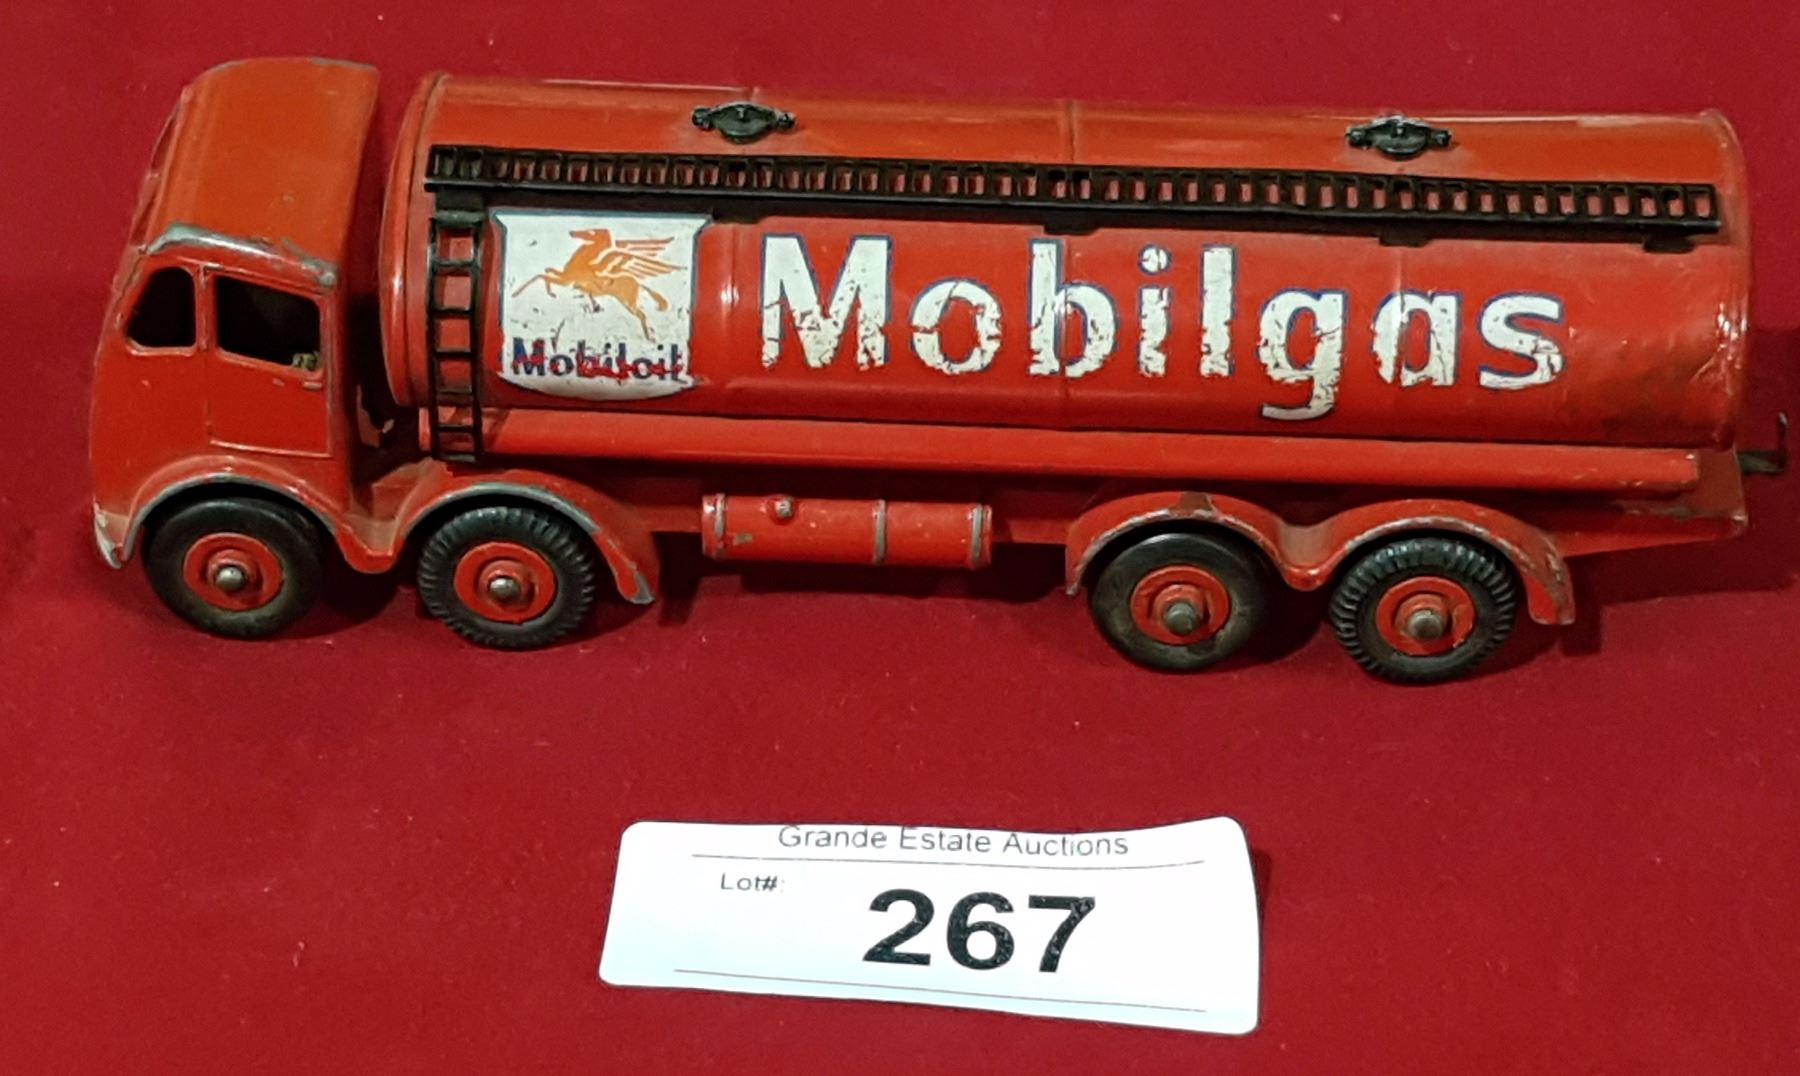 Mobilgas
Mobiloil
Grande Estate Auctions
Lot#:
267